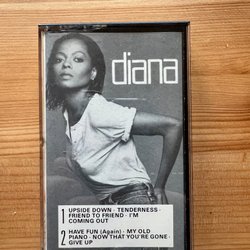 diana
1 UPSIDE DOWN · TENDERNESS ·
FRIEND TO FRIEND · I'M
COMING OUT
2 HAVE FUN (Again) · MY OLD
PIANO · NOW THAT YOU'RE GONE ·
GIVE UP